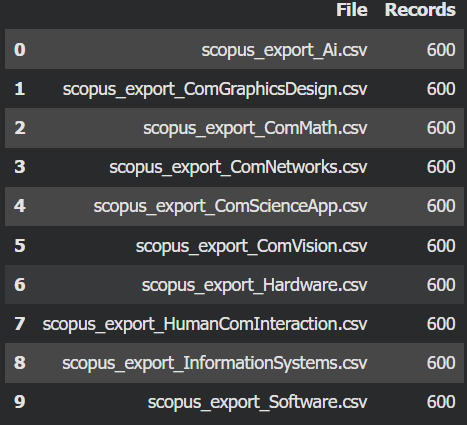 File Records
0 scopus_export_Ai.csv 600
1 scopus_export_ComGraphicsDesign.csv 600
2 scopus_export_ComMath.csv 600
3 scopus_export_ComNetworks.csv 600
4 scopus_export_ComScienceApp.csv 600
5 scopus_export_ComVision.csv 600
6 scopus_export_Hardware.csv 600
7 scopus_export_HumanComInteraction.csv 600
8 scopus_export_InformationSystems.csv 600
9 scopus_export_Software.csv 600